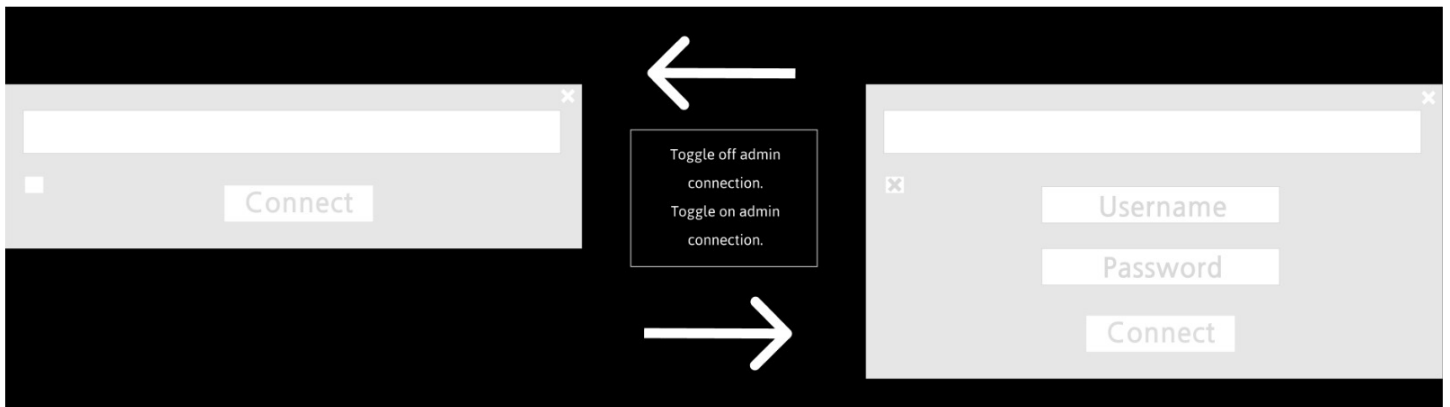 Connect
Toggle off admin
connection.
Toggle on admin
connection.
Username
Password
Connect